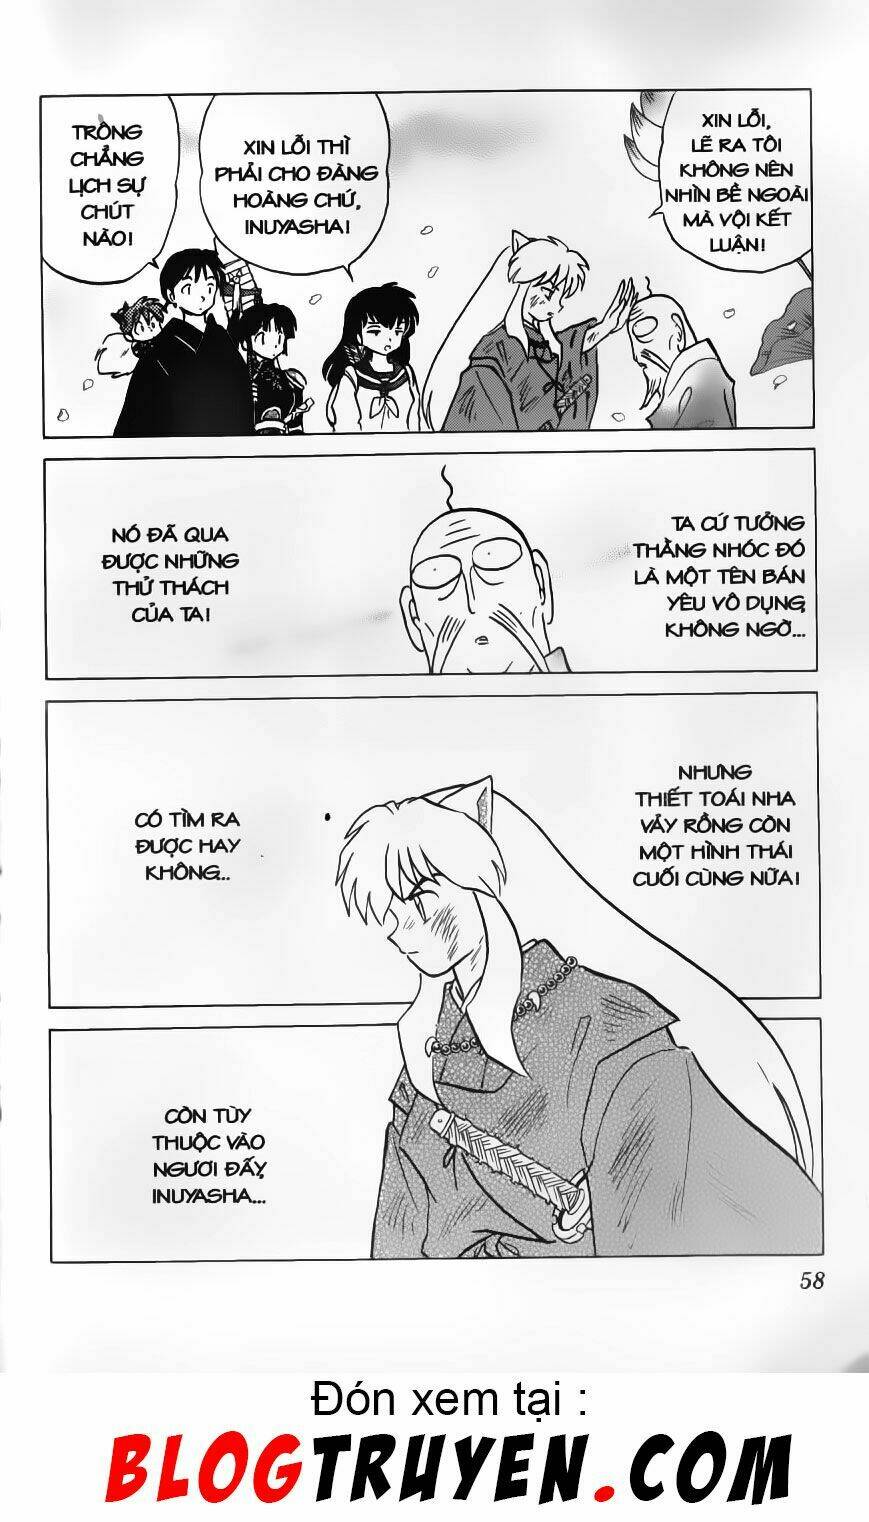 XIN LỖI,
LẼ RA TÔI
KHÔNG NÊN
NHÌN BỀ NGOÀI
MÀ VỘI KẾT
LUẬN!
XIN LỖI THÌ
PHẢI CHO ĐÀNG
HOÀNG CHỨ,
INUYASHA!
TRÔNG
CHẲNG
LỊCH SỰ
CHÚT
NÀO!
TA CỨ TƯỞNG
THẰNG NHÓC ĐÓ
LÀ MỘT TÊN BÁN
YÊU VÔ DỤNG,
KHÔNG NGỜ...
NÓ ĐÃ QUA
ĐƯỢC NHỮNG
THỬ THÁCH
CỦA TA!
NHƯNG
THIẾT TOÁI NHA
VẢY RỒNG CÒN
MỘT HÌNH THÁI
CUỐI CÙNG NỮA!
CÓ TÌM RA
ĐƯỢC HAY
KHÔNG...
CÒN TÙY
THUỘC VÀO
NGƯƠI ĐẤY,
INUYASHA...
58
Đón xem tại :
BLOGTRUYEN.COM